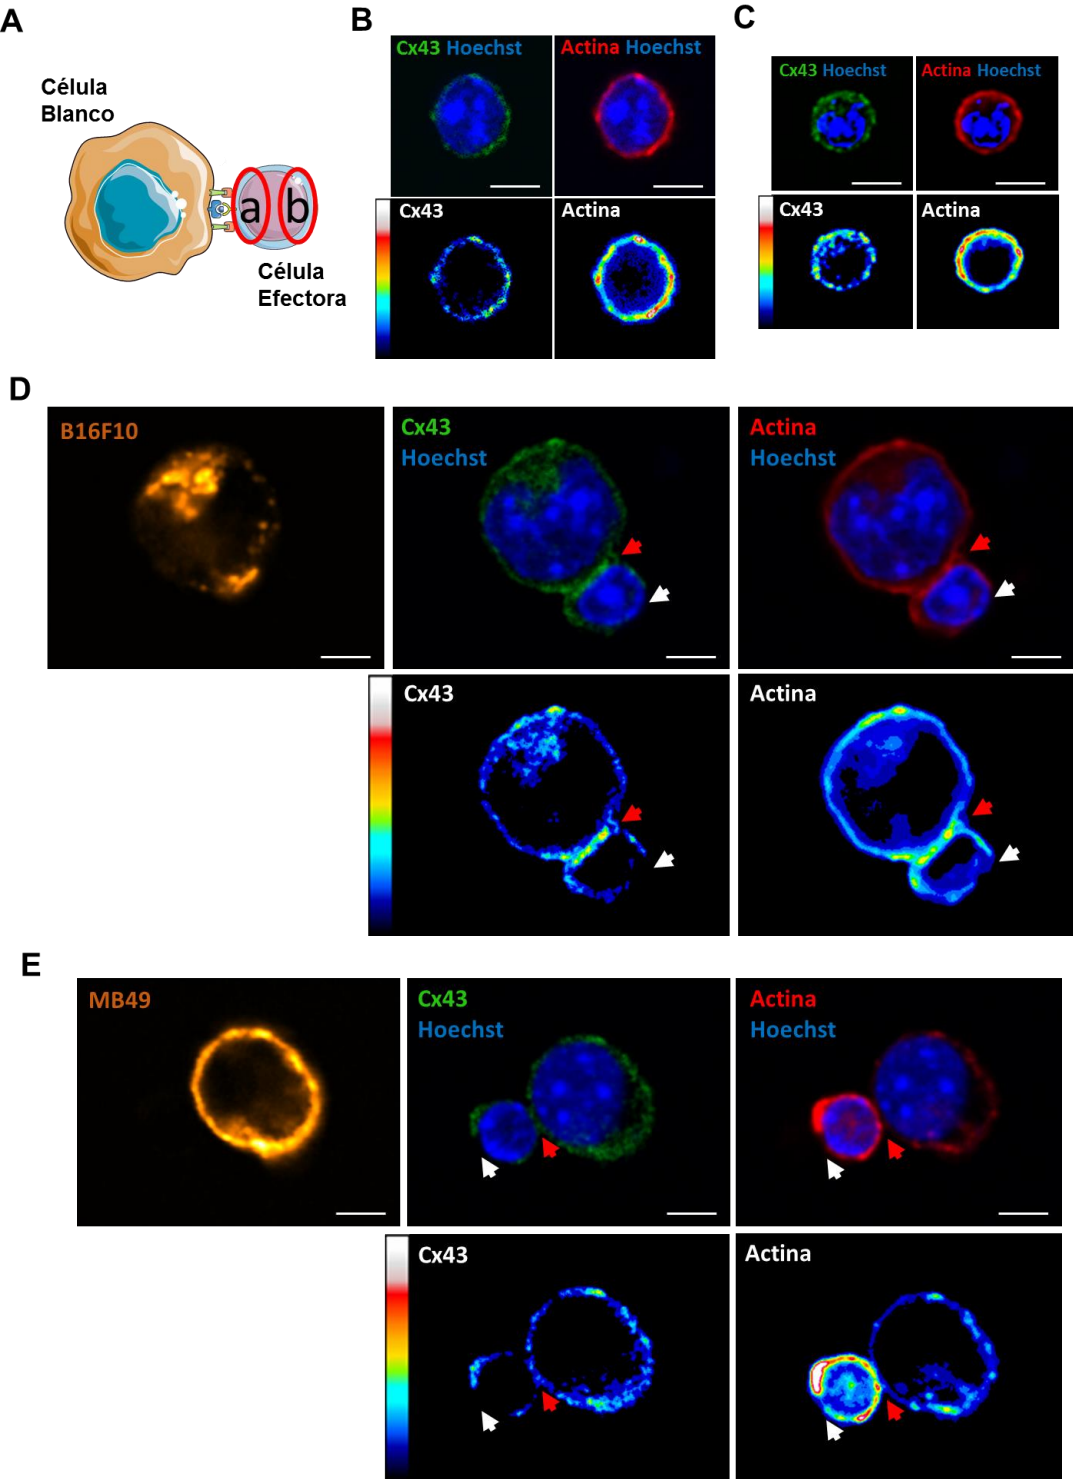 A
Célula
Blanco
a
b
Célula
Efectora
B
Cx43 Hoechst
Actina Hoechst
Cx43
Actina
C
Cx43 Hoechst
Actina Hoechst
Cx43
Actina
D
B16F10
Cx43
Hoechst
Actina
Hoechst
Cx43
Actina
E
MB49
Cx43
Hoechst
Actina
Hoechst
Cx43
Actina